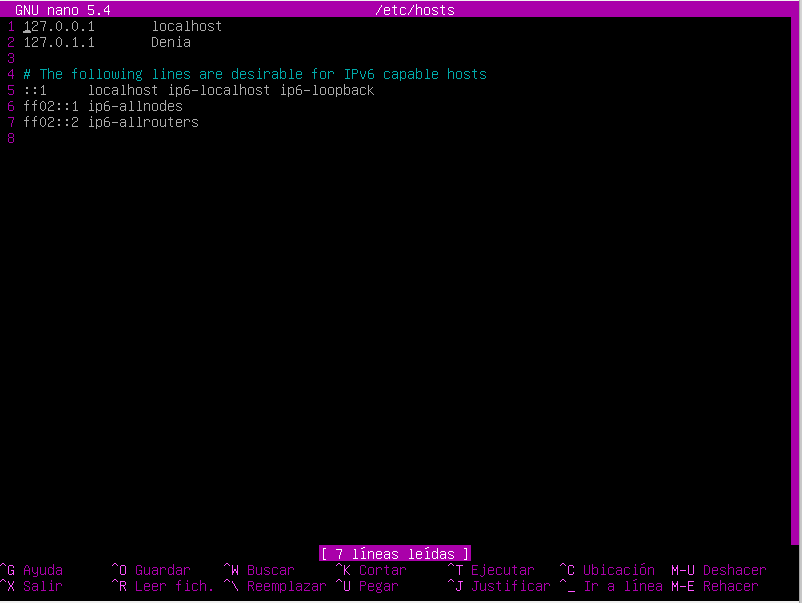 GNU nano 5.4 /etc/hosts
1 127.0.0.1 localhost
2 127.0.1.1 Denia
3
4 # The following lines are desirable for IPv6 capable hosts
5 ::1 localhost ip6-localhost ip6-loopback
6 ff02::1 ip6-allnodes
7 ff02::2 ip6-allrouters
8
[ 7 líneas leídas ]
^G Ayuda ^O Guardar ^W Buscar ^K Cortar ^T Ejecutar ^C Ubicación M-U Deshacer
^X Salir ^R Leer fich. ^\ Reemplazar ^U Pegar ^J Justificar ^_ Ir a línea M-E Rehacer